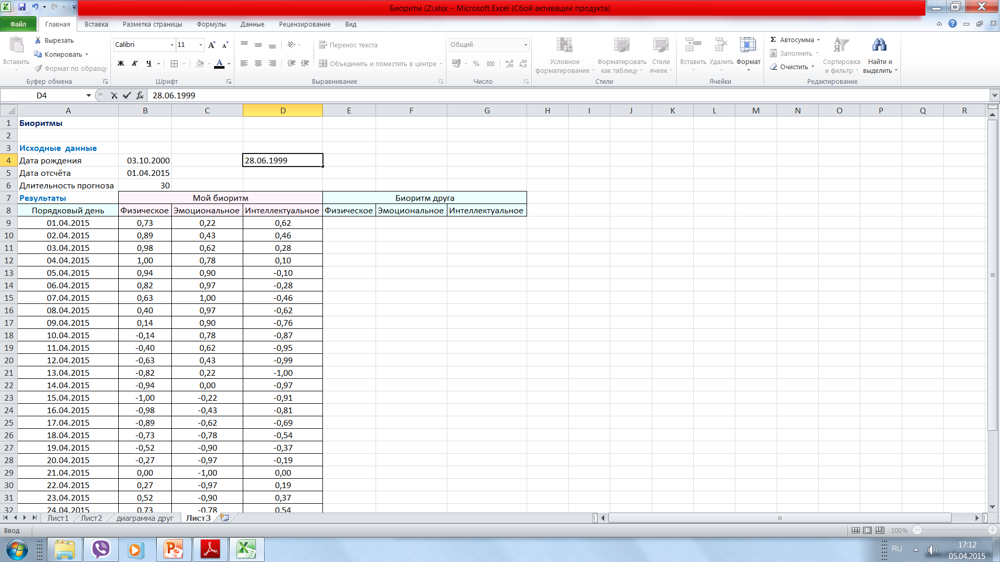 Биоритм (2).xlsx - Microsoft Excel (Сбой активации продукта)
Файл Главная Вставка Разметка страницы Формулы Данные Рецензирование Вид
Вставить
Вырезать
Копировать
Формат по образцу
Буфер обмена
Calibri 11
Ж К Ч А
Шрифт
Перенос текста
Объединить и поместить в центре
Выравнивание
Общий
% 000
Число
Условное форматирование
Форматировать как таблицу
Стили ячеек
Стили
Вставить Удалить Формат
Ячейки
Σ Автосумма
Заполнить
Очистить
Сортировка и фильтр
Найти и выделить
Редактирование
D4 fx 28.06.1999
A B C D E F G H I J K L M N O P Q R
1 Биоритмы
2
3 Исходные данные
4 Дата рождения 03.10.2000 28.06.1999
5 Дата отсчёта 01.04.2015
6 Длительность прогноза 30
7 Результаты Мой биоритм Биоритм друга
8 Порядковый день Физическое Эмоциональное Интеллектуальное Физическое Эмоциональное Интеллектуальное
9 01.04.2015 0,73 0,22 0,62
10 02.04.2015 0,89 0,43 0,46
11 03.04.2015 0,98 0,62 0,28
12 04.04.2015 1,00 0,78 0,10
13 05.04.2015 0,94 0,90 -0,10
14 06.04.2015 0,82 0,97 -0,28
15 07.04.2015 0,63 1,00 -0,46
16 08.04.2015 0,40 0,97 -0,62
17 09.04.2015 0,14 0,90 -0,76
18 10.04.2015 -0,14 0,78 -0,87
19 11.04.2015 -0,40 0,62 -0,95
20 12.04.2015 -0,63 0,43 -0,99
21 13.04.2015 -0,82 0,22 -1,00
22 14.04.2015 -0,94 0,00 -0,97
23 15.04.2015 -1,00 -0,22 -0,91
24 16.04.2015 -0,98 -0,43 -0,81
25 17.04.2015 -0,89 -0,62 -0,69
26 18.04.2015 -0,73 -0,78 -0,54
27 19.04.2015 -0,52 -0,90 -0,37
28 20.04.2015 -0,27 -0,97 -0,19
29 21.04.2015 0,00 -1,00 0,00
30 22.04.2015 0,27 -0,97 0,19
31 23.04.2015 0,52 -0,90 0,37
32 24.04.2015 0,73 -0,78 0,54
Лист1 Лист2 диаграмма друг Лист3
Ввод 100%
RU 17:12
05.04.2015